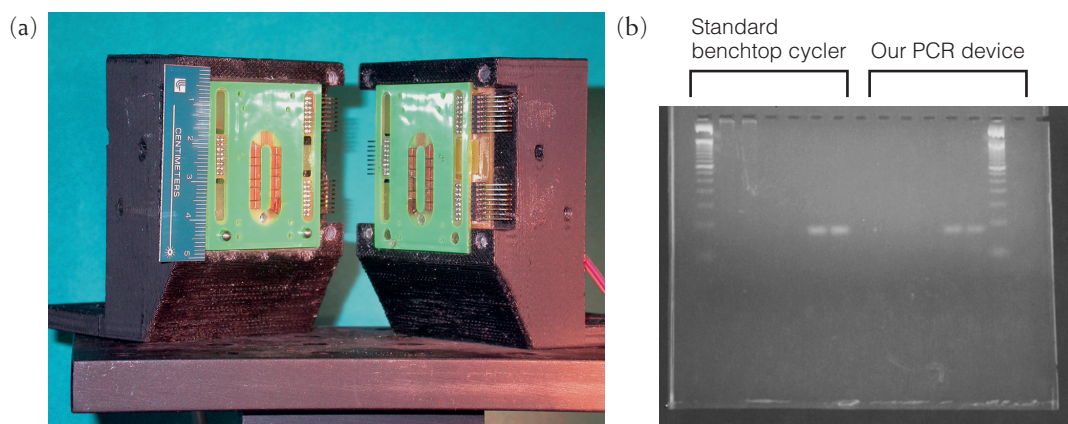 (a)
CENTIMETERS
1
2
3
4
5
(b)
Standard
benchtop cycler
Our PCR device